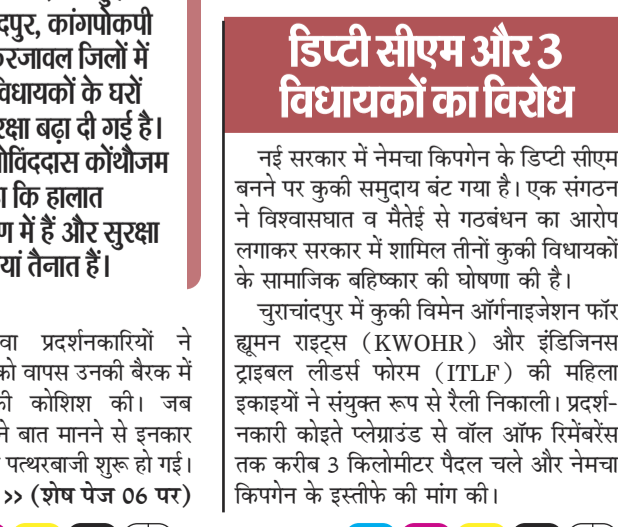 दपुर, कांगपोकपी
रजावल जिलों में
विधायकों के घरों
रक्षा बढ़ा दी गई है।
ोविंददास कोंथौजम
कि हालात
ण में हैं और सुरक्षा
यां तैनात हैं।
वा प्रदर्शनकारियों ने
को वापस उनकी बैरक में
की कोशिश की। जब
ने बात मानने से इनकार
पत्थरबाजी शुरू हो गई।
>> (शेष पेज 06 पर)
डिप्टी सीएम और 3
विधायकों का विरोध
नई सरकार में नेमचा किपगेन के डिप्टी सीएम
बनने पर कुकी समुदाय बंट गया है। एक संगठन
ने विश्वासघात व मैतेई से गठबंधन का आरोप
लगाकर सरकार में शामिल तीनों कुकी विधायकों
के सामाजिक बहिष्कार की घोषणा की है।
चुराचांदपुर में कुकी विमेन ऑर्गनाइजेशन फॉर
ह्यूमन राइट्स (KWOHR) और इंडिजिनस
ट्राइबल लीडर्स फोरम (ITLF) की महिला
इकाइयों ने संयुक्त रूप से रैली निकाली। प्रदर्श-
नकारी कोइते प्लेग्राउंड से वॉल ऑफ रिमेंबरेंस
तक करीब 3 किलोमीटर पैदल चले और नेमचा
किपगेन के इस्तीफे की मांग की।